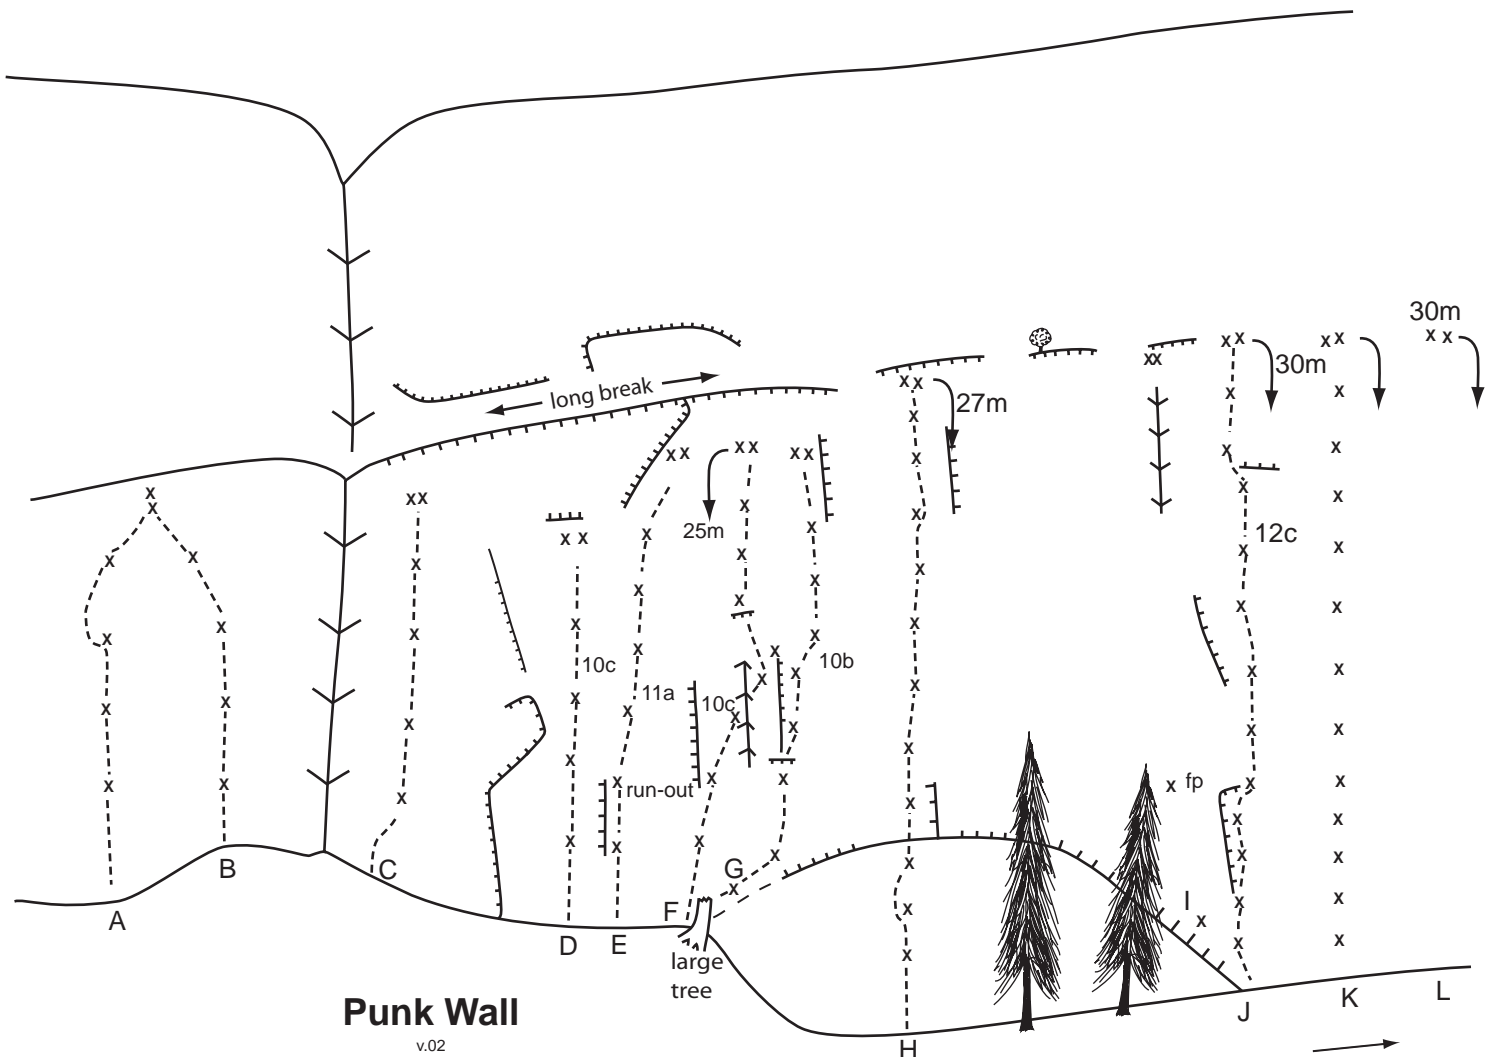 30m
long break
30m
27m
25m
12c
10c
10b
11a
10c
run-out
fp
A
B
C
G
F
I
D
E
large
tree
J
K
L
H
Punk Wall
v.02